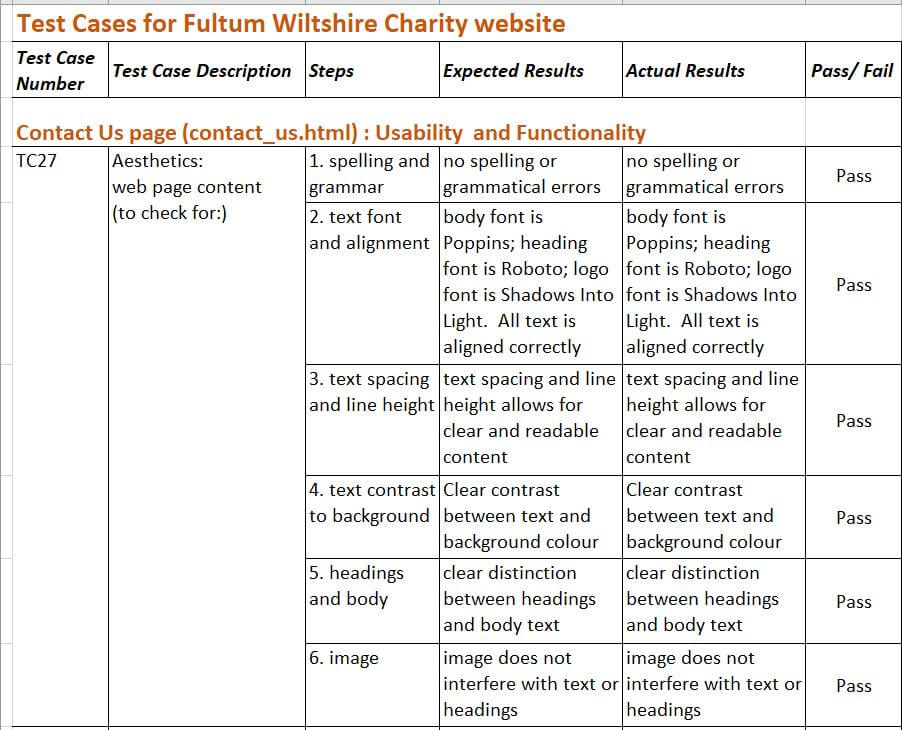 Test Cases for Fultum Wiltshire Charity website
Test Case
Number
Test Case Description
Steps
Expected Results
Actual Results
Pass/ Fail
Contact Us page (contact_us.html) : Usability and Functionality
TC27
Aesthetics:
web page content
(to check for:)
1. spelling and
grammar
no spelling or
grammatical errors
no spelling or
grammatical errors
Pass
2. text font
and alignment
body font is
Poppins; heading
font is Roboto; logo
font is Shadows Into
Light.  All text is
aligned correctly
body font is
Poppins; heading
font is Roboto; logo
font is Shadows Into
Light.  All text is
aligned correctly
Pass
3. text spacing
and line height
text spacing and line
height allows for
clear and readable
content
text spacing and line
height allows for
clear and readable
content
Pass
4. text contrast
to background
Clear contrast
between text and
background colour
Clear contrast
between text and
background colour
Pass
5. headings
and body
clear distinction
between headings
and body text
clear distinction
between headings
and body text
Pass
6. image
image does not
interfere with text or
headings
image does not
interfere with text or
headings
Pass